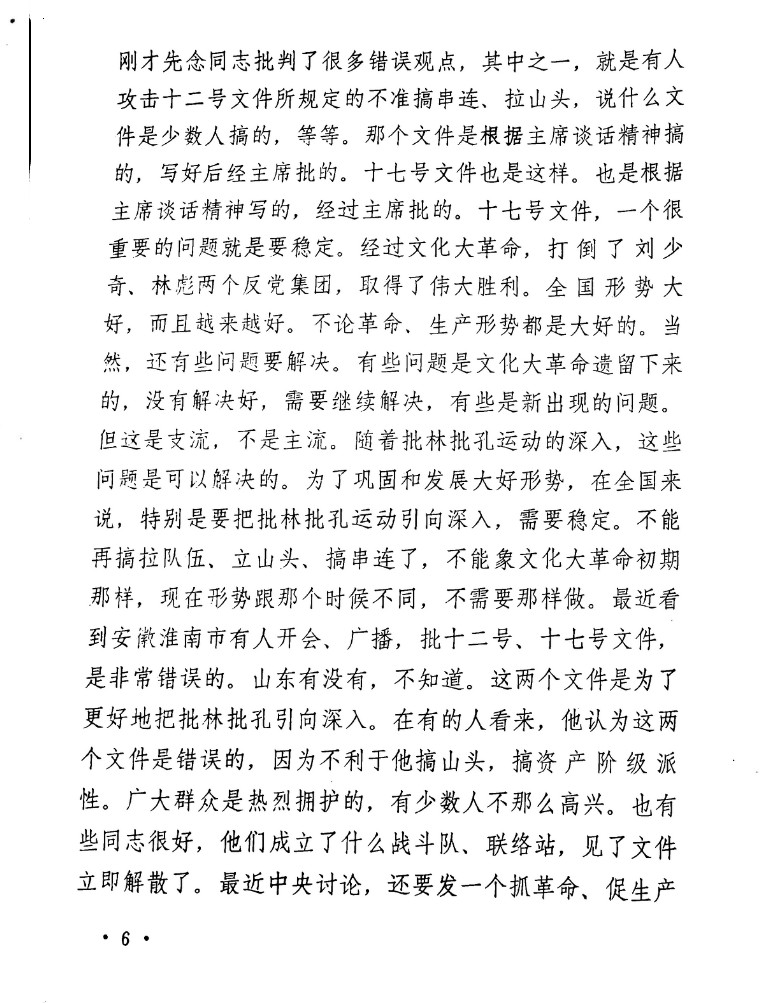 刚才先念同志批判了很多错误观点，其中之一，就是有人
攻击十二号文件所规定的不准搞串连、拉山头，说什么文
件是少数人搞的，等等。那个文件是根据主席谈话精神搞
的，写好后经主席批的。十七号文件也是这样。也是根据
主席谈话精神写的，经过主席批的。十七号文件，一个很
重要的问题就是要稳定。经过文化大革命，打倒了刘少
奇、林彪两个反党集团，取得了伟大胜利。全国形势大
好，而且越来越好。不论革命、生产形势都是大好的。当
然，还有些问题要解决。有些问题是文化大革命遗留下来
的，没有解决好，需要继续解决，有些是新出现的问题。
但这是支流，不是主流。随着批林批孔运动的深入，这些
问题是可以解决的。为了巩固和发展大好形势，在全国来
说，特别是要把批林批孔运动引向深入，需要稳定。不能
再搞拉队伍、立山头、搞串连了，不能象文化大革命初期
那样，现在形势跟那个时候不同，不需要那样做。最近看
到安徽淮南市有人开会、广播，批十二号、十七号文件，
是非常错误的。山东有没有，不知道。这两个文件是为了
更好地把批林批孔引向深入。在有的人看来，他认为这两
个文件是错误的，因为不利于他搞山头，搞资产阶级派
性。广大群众是热烈拥护的，有少数人不那么高兴。也有
些同志很好，他们成立了什么战斗队、联络站，见了文件
立即解散了。最近中央讨论，还要发一个抓革命、促生产
·6·